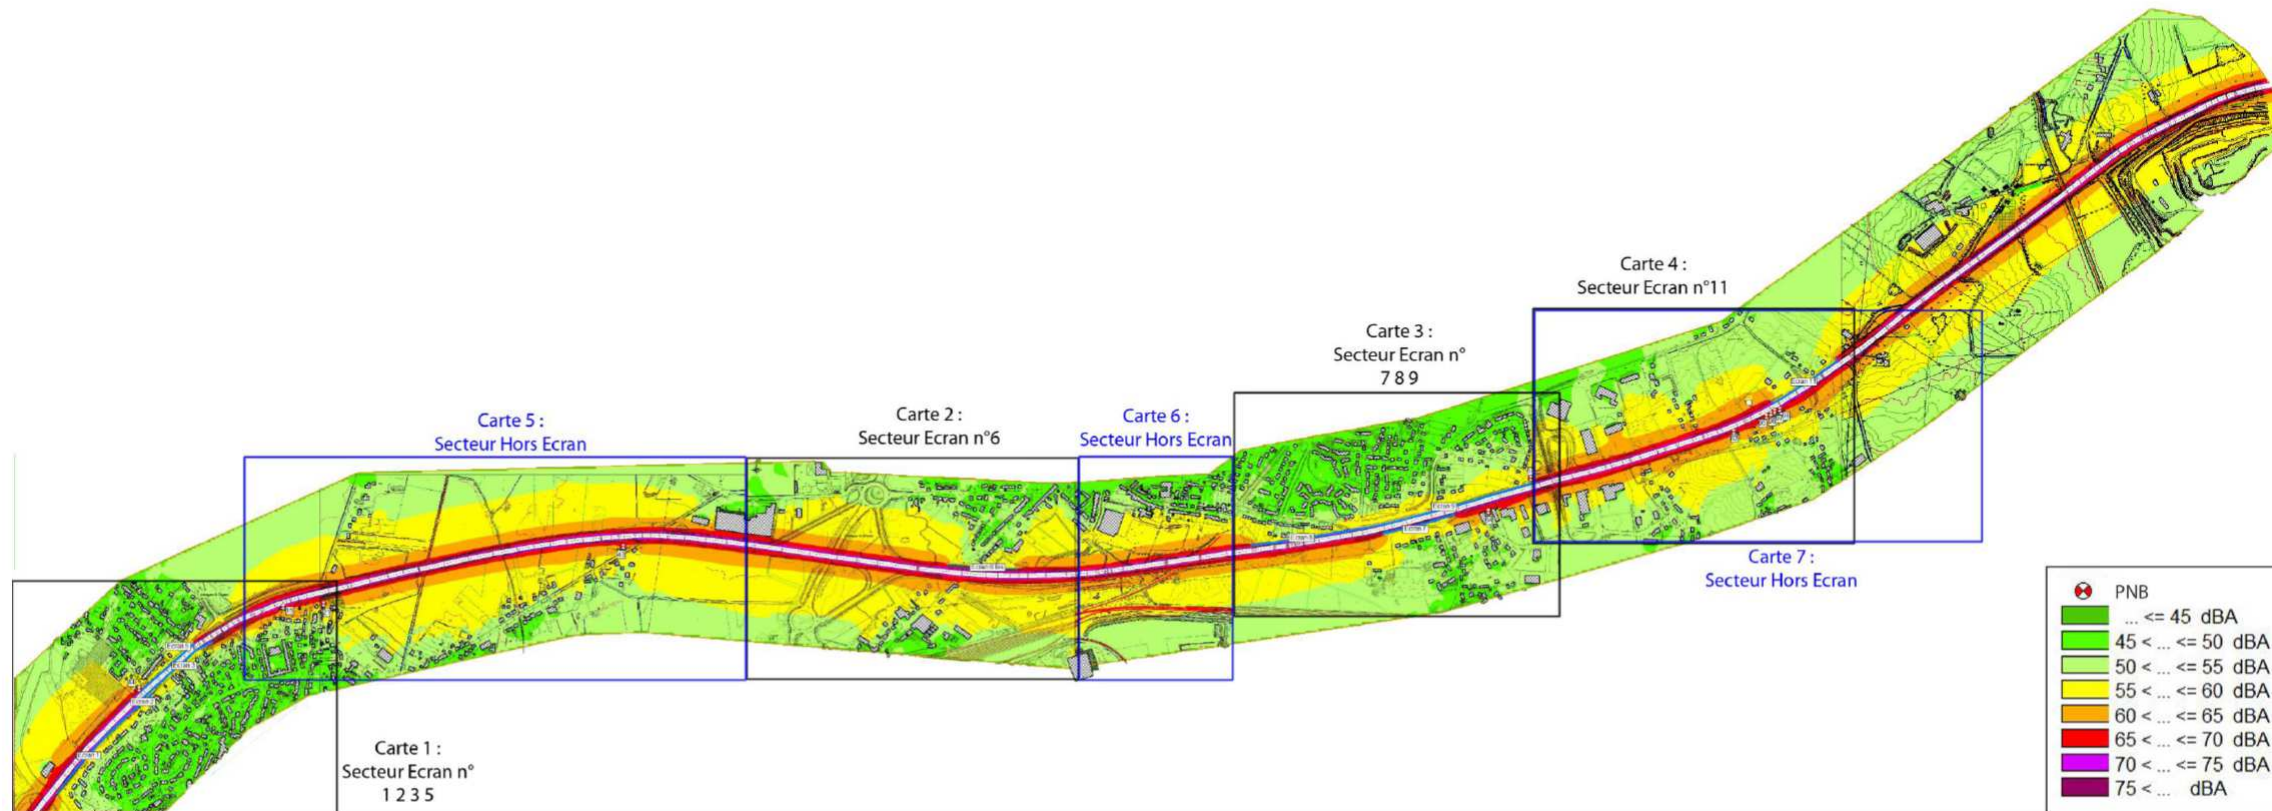 Carte 4 :
Secteur Ecran n°11
Carte 3 :
Secteur Ecran n°
7 8 9
Carte 5 :
Secteur Hors Ecran
Carte 2 :
Secteur Ecran n°6
Carte 6 :
Secteur Hors Ecran
Carte 7 :
Secteur Hors Ecran
Carte 1 :
Secteur Ecran n°
1 2 3 5
PNB
... <= 45 dBA
45 < ... <= 50 dBA
50 < ... <= 55 dBA
55 < ... <= 60 dBA
60 < ... <= 65 dBA
65 < ... <= 70 dBA
70 < ... <= 75 dBA
75 < ... dBA